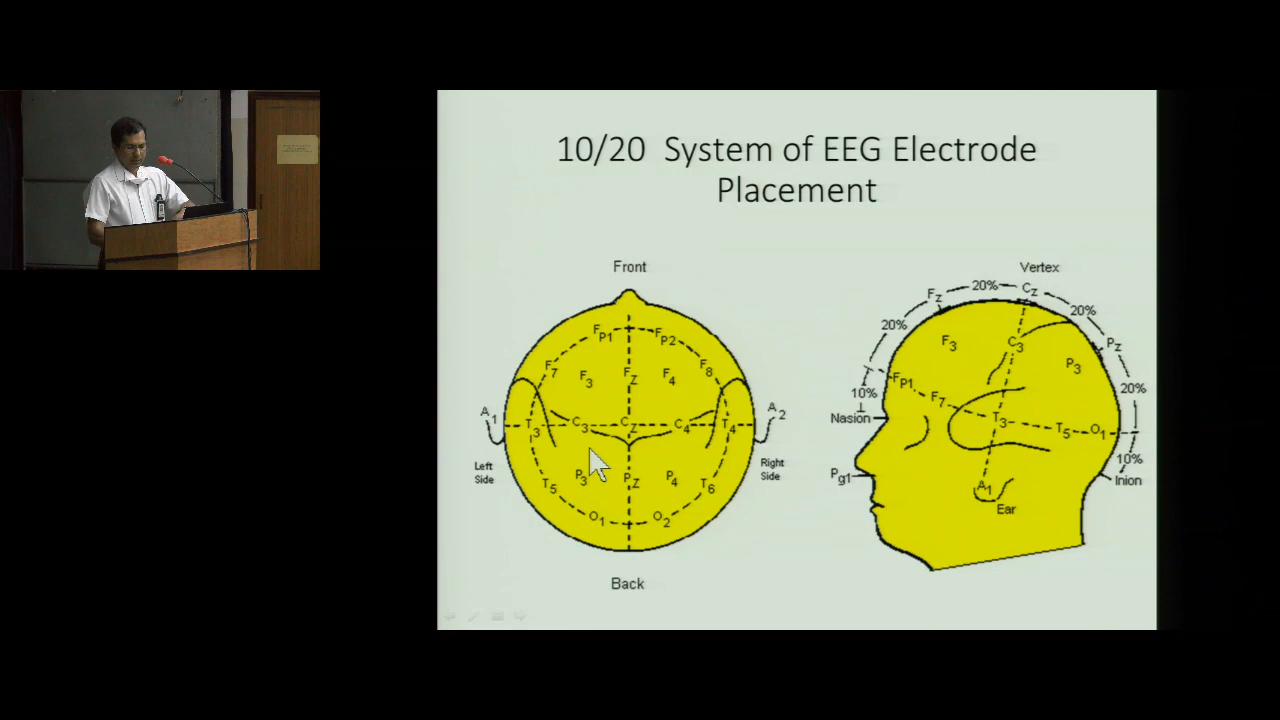 10/20 System of EEG Electrode
Placement
Front
Fp1 Fp2
F7 F3 Fz F4 F8
A1 A2
T3 C3 Cz C4 T4
Left
Side
Right
Side
T5 P3 Pz P4 T6
O1 O2
Back
Vertex
20% Cz
Fz 20%
20% F3 C3 Pz
P3
10% Fp1 F7 20%
Nasion T3 T5 O1
10%
Pg1 A1 Inion
Ear